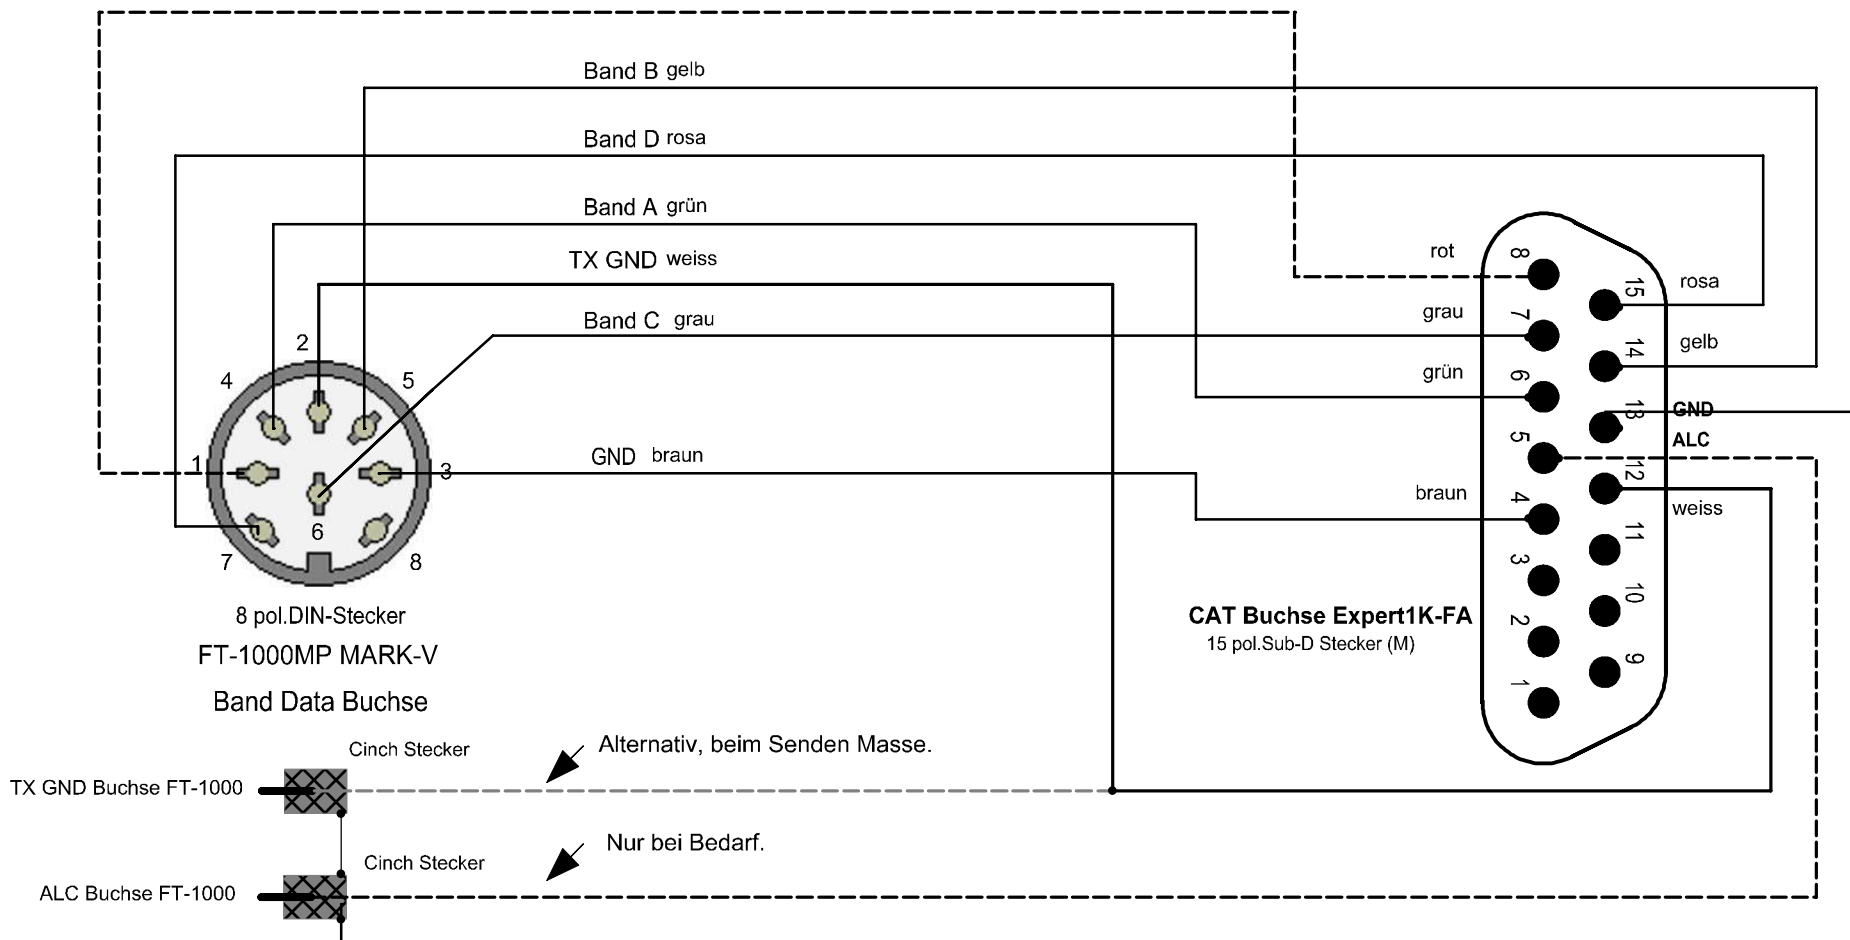 Band B gelb
Band D rosa
Band A grün
TX GND weiss
Band C grau
GND braun
2
4
5
1
3
6
7
8
8 pol.DIN-Stecker
FT-1000MP MARK-V
Band Data Buchse
rot
grau
grün
braun
8
7
6
5
4
3
2
1
15
14
13
12
11
10
9
rosa
gelb
GND
ALC
weiss
CAT Buchse Expert1K-FA
15 pol.Sub-D Stecker (M)
Cinch Stecker
Alternativ, beim Senden Masse.
TX GND Buchse FT-1000
Nur bei Bedarf.
Cinch Stecker
ALC Buchse FT-1000